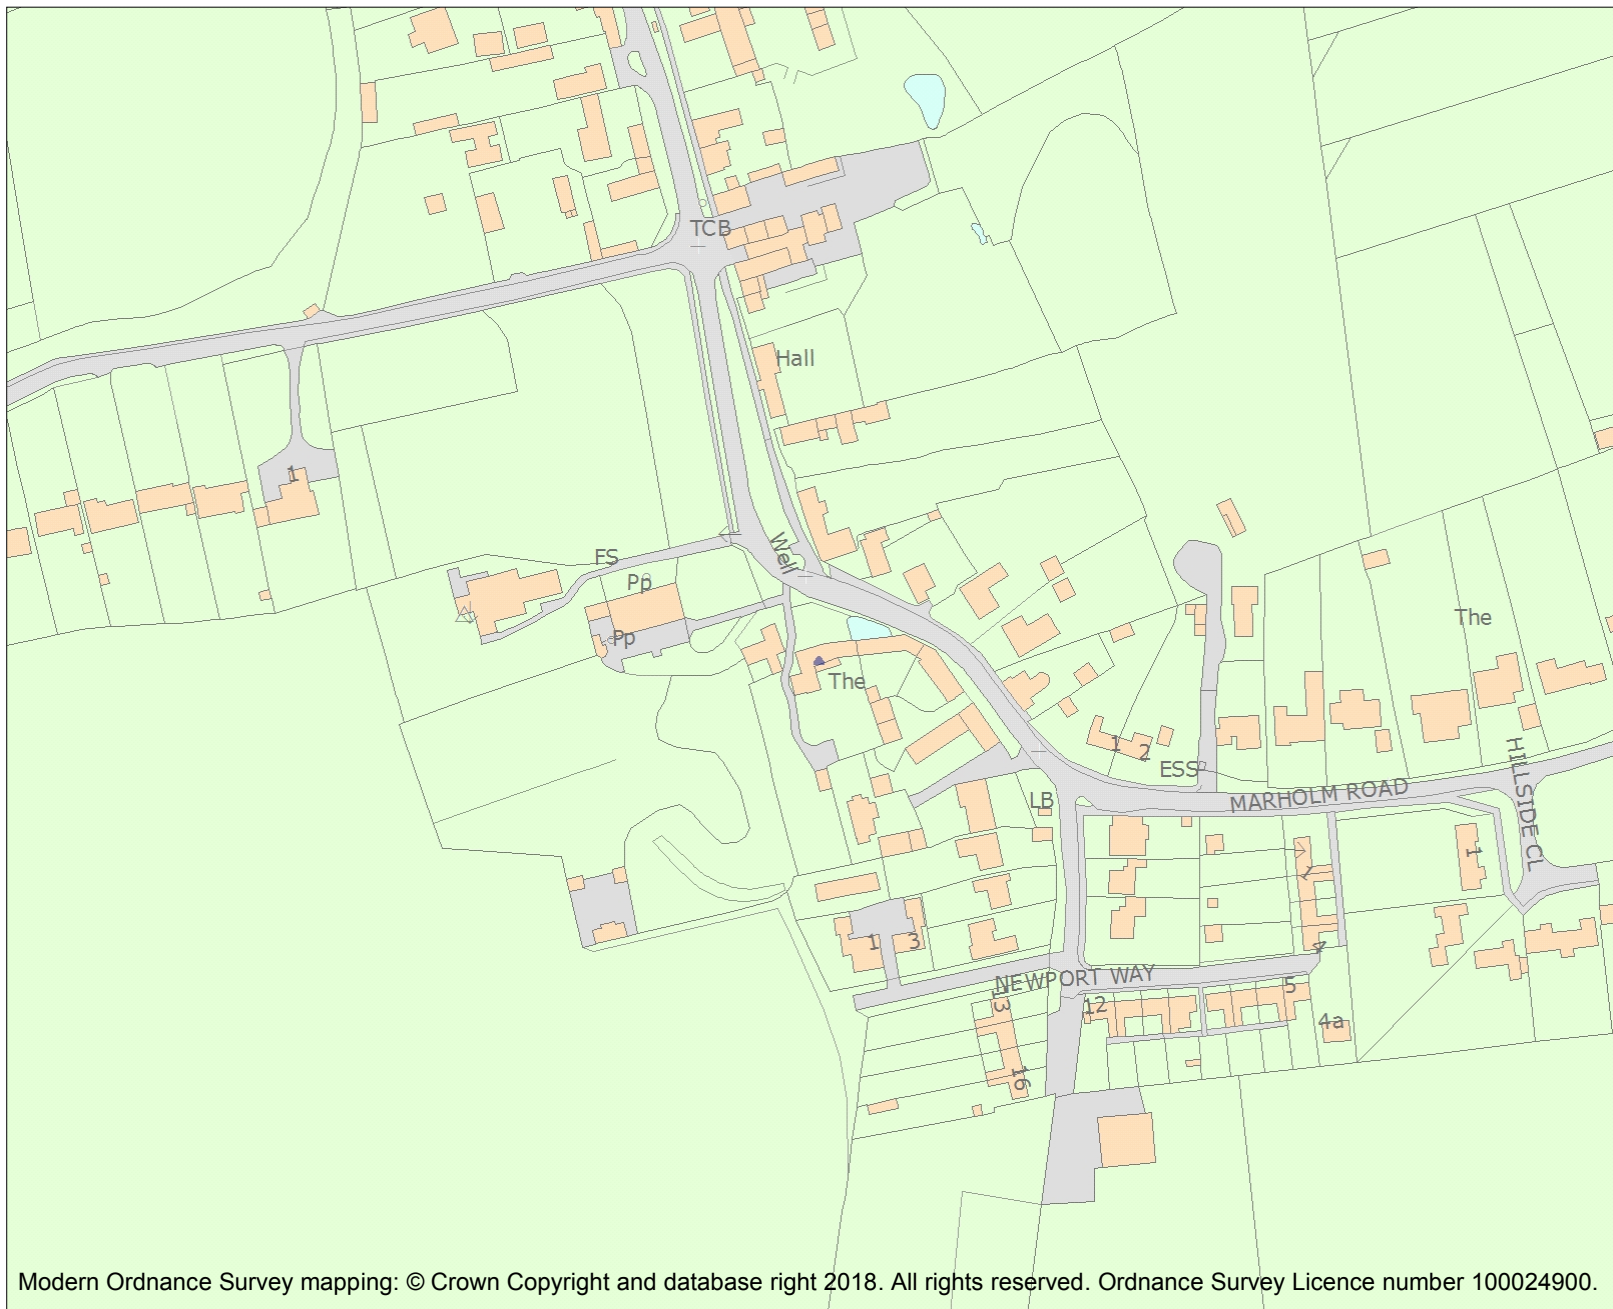 TCB
Hall
1
Well
FS
Pp
Pp
The
The
1
2
ESS
MARHOLM ROAD
HILLSIDE CL
LB
1
1
4
1
3
NEWPORT WAY
13
12
5
4a
16
Modern Ordnance Survey mapping: © Crown Copyright and database right 2018. All rights reserved. Ordnance Survey Licence number 100024900.